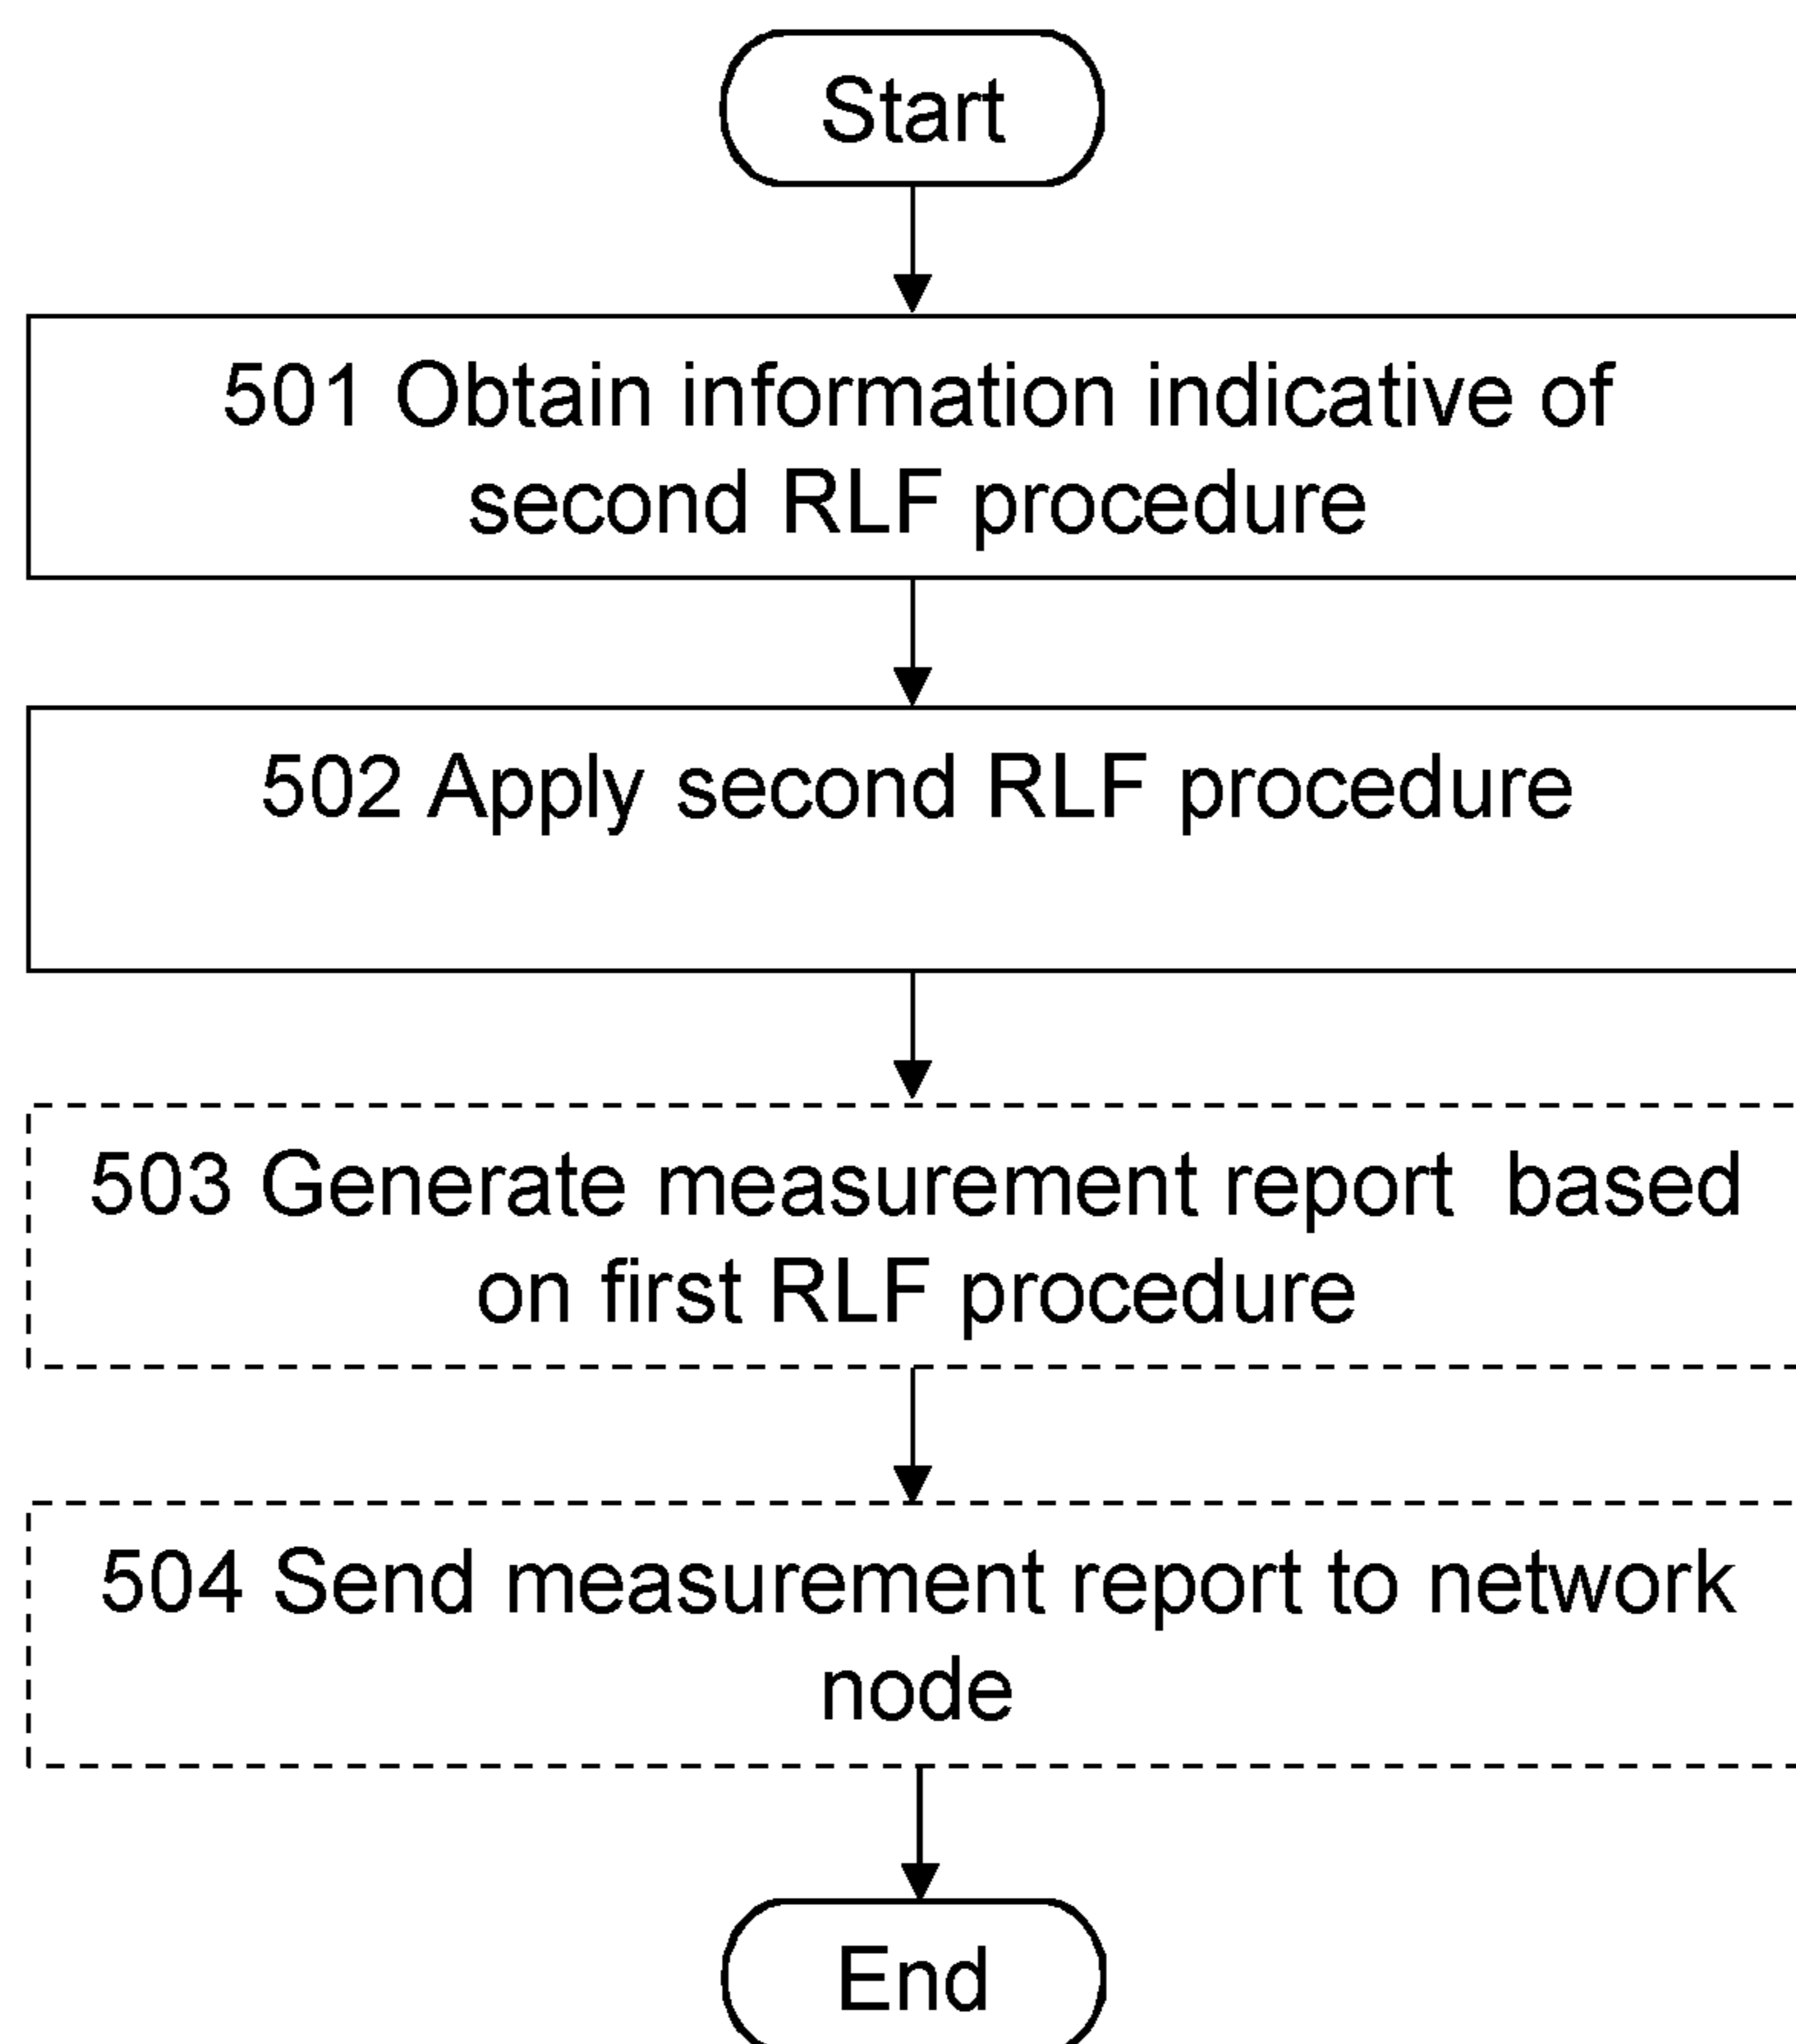 Start
501 Obtain information indicative of
second RLF procedure
502 Apply second RLF procedure
503 Generate measurement report based
on first RLF procedure
504 Send measurement report to network
node
End